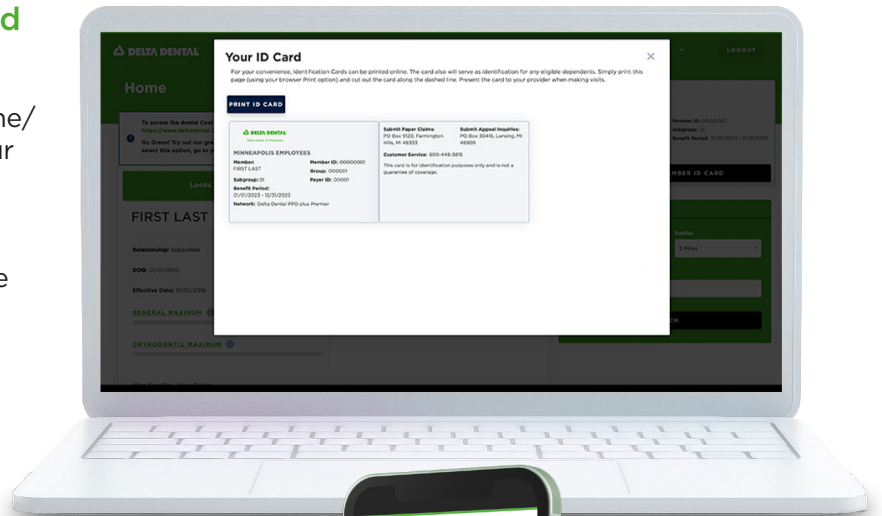 d
ne/
ur
e
DELTA DENTAL
LOGOUT
Home
Your ID Card
×
For your convenience, Identification Cards can be printed online. The card also will serve as Identification for any eligible dependents. Simply print this
page (using your browser Print option) and cut out the card along the dashed line. Present the card to your provider when making visits.
PRINT ID CARD
DELTA DENTAL
MINNEAPOLIS EMPLOYEES
Member:
FIRST LAST
Member ID: 00000001
Group: 000001
Subgroup: 01
Payer ID: 00001
Benefit Period:
01/01/2023 - 12/31/2023
Network: Delta Dental PPO plus Premier
Submit Paper Claims:
PO Box 9120, Farmington
Hills, MI 48333
Submit Appeal Inquiries:
PO Box 30416, Lansing, MI
48909
Customer Service: 800-448-3815
This card is for identification purposes only and is not a
guarantee of coverage.
To access the dental Cost
https://www.deltadental.
Go Green! Try out our gre
select this option, go to
Looks
FIRST LAST
Relationship: Subscriber
DOB: 01/01/1900
Effective Date: 01/01/2018
GENERAL MAXIMUM
ORTHODONTIC MAXIMUM
Member ID: 00000001
Subgroup: 01
Benefit Period: 01/01/2023 - 12/31/2023
MBER ID CARD
Radius
5 Miles
CH